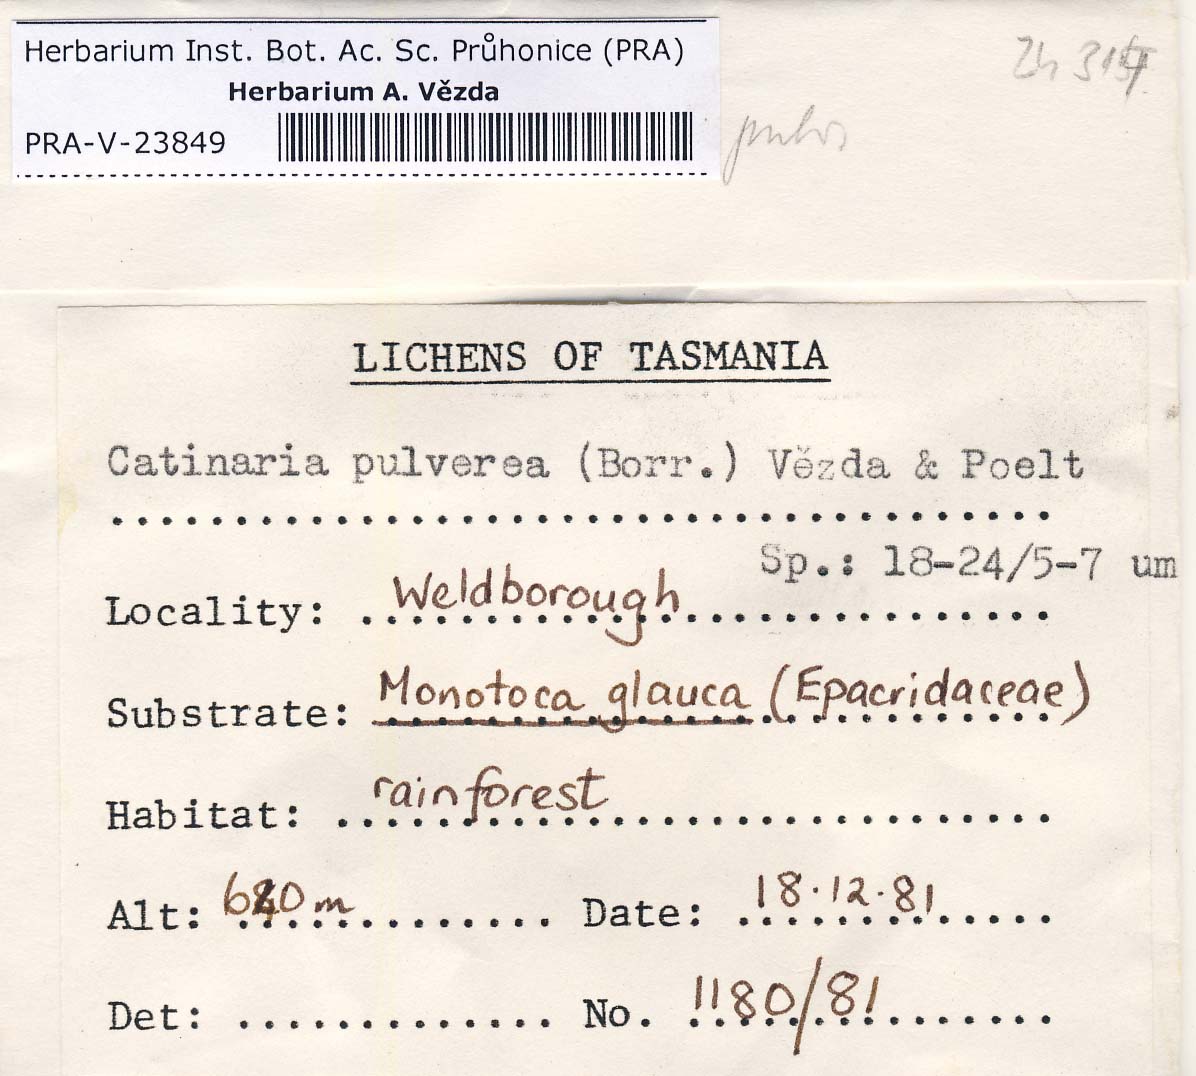 Herbarium Inst. Bot. Ac. Sc. Průhonice (PRA)
Herbarium A. Vězda
PRA-V-23849
LICHENS OF TASMANIA
Catinaria pulverea (Borr.) Vězda & Poelt
Sp.: 18-24/5-7 um
Locality: Weldborough
Substrate: Monotoca glauca (Epacridaceae)
Habitat: rainforest
Alt: Date: 18.12.81
Det: No. 1180/81